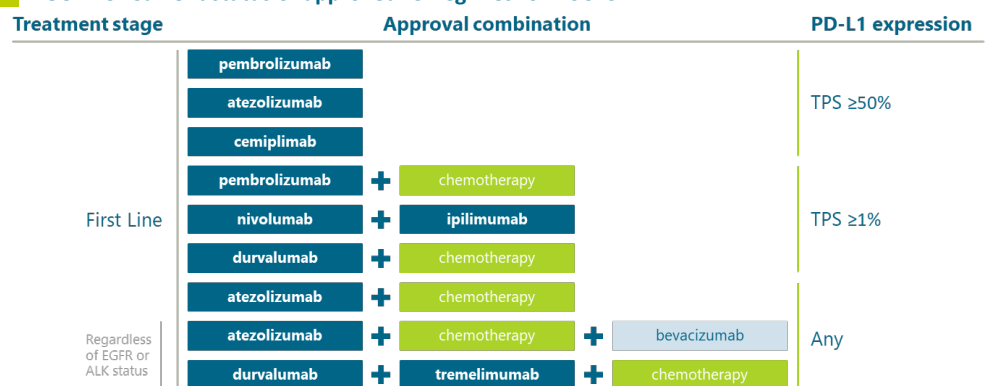 Treatment stage Approval combination PD-L1 expression
pembrolizumab
atezolizumab TPS ≥50%
cemiplimab
pembrolizumab + chemotherapy
First Line nivolumab + ipilimumab TPS ≥1%
durvalumab + chemotherapy
atezolizumab + chemotherapy
Regardless
of EGFR or
ALK status
atezolizumab + chemotherapy + bevacizumab Any
durvalumab + tremelimumab + chemotherapy